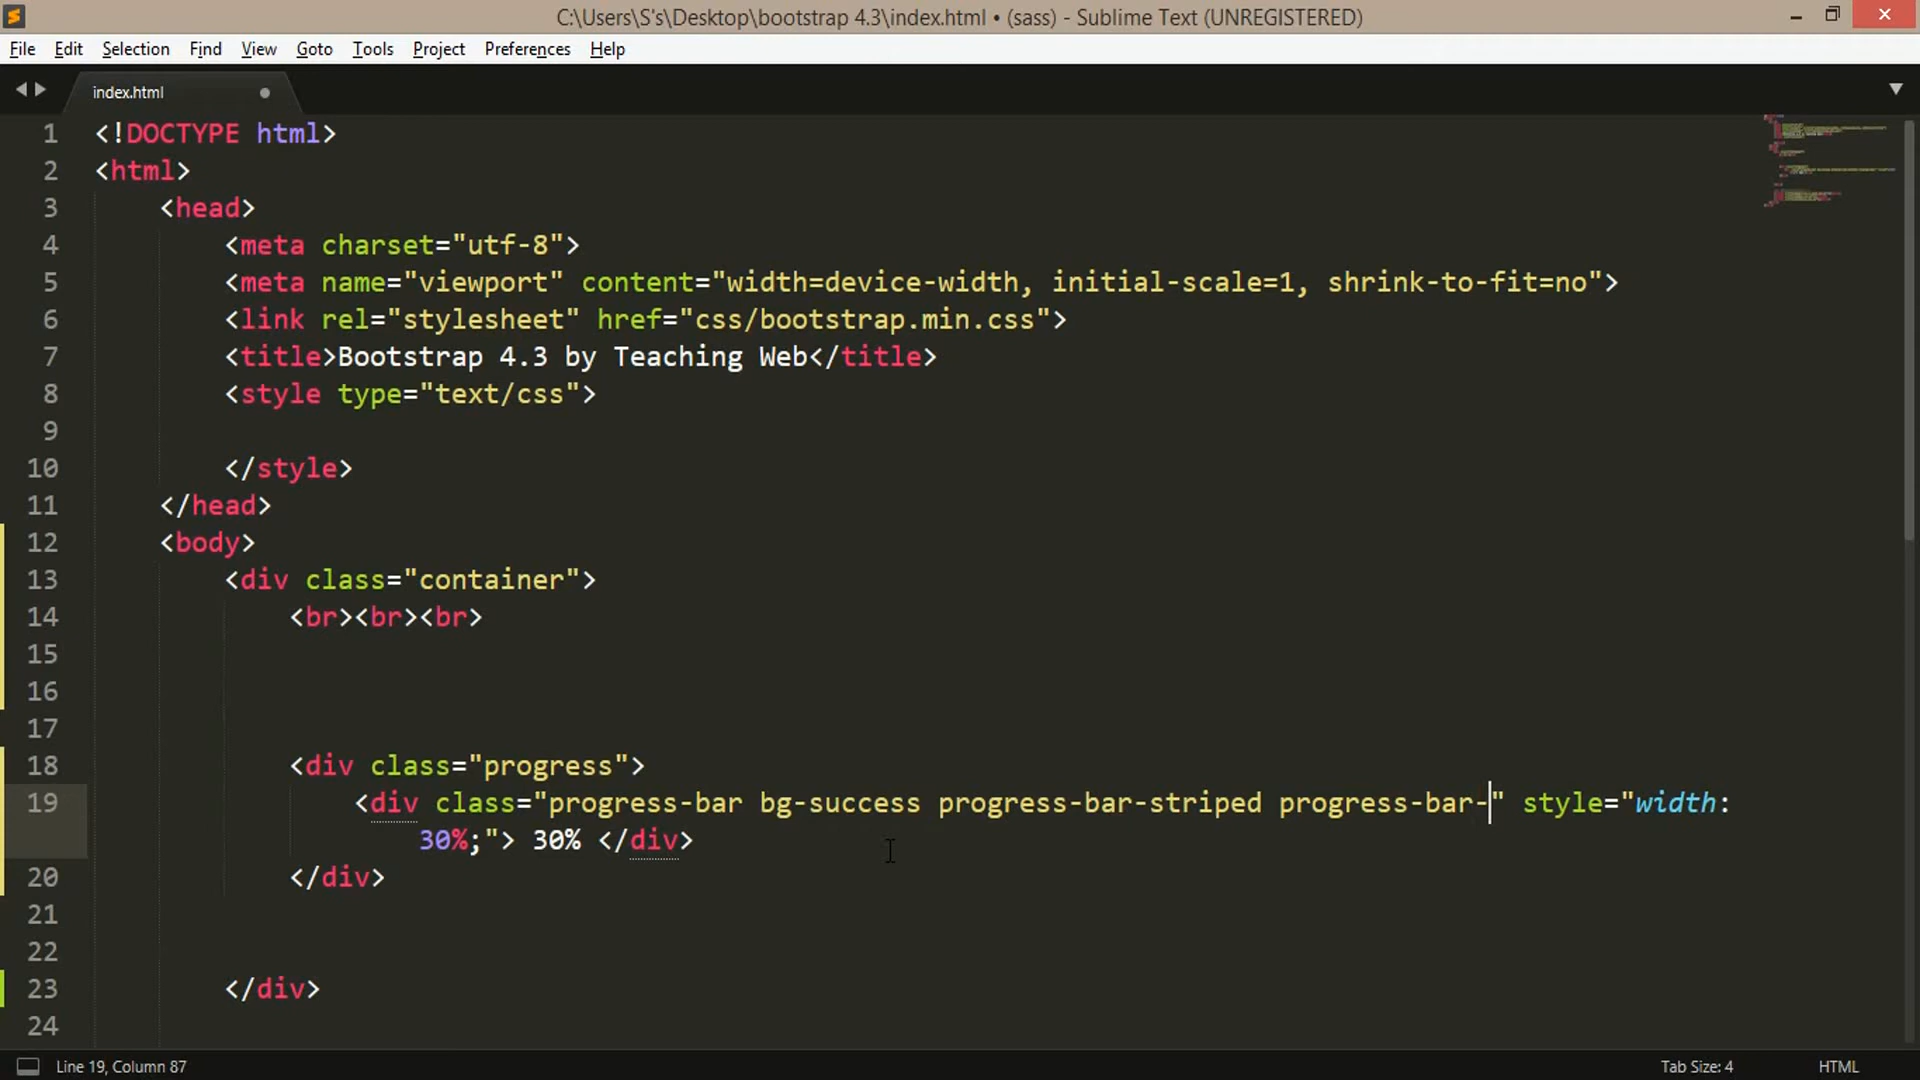 C:\Users\S's\Desktop\bootstrap 4.3\index.html • (sass) - Sublime Text (UNREGISTERED)
File Edit Selection Find View Goto Tools Project Preferences Help
index.html
1 <!DOCTYPE html>
2 <html>
3 <head>
4 <meta charset="utf-8">
5 <meta name="viewport" content="width=device-width, initial-scale=1, shrink-to-fit=no">
6 <link rel="stylesheet" href="css/bootstrap.min.css">
7 <title>Bootstrap 4.3 by Teaching Web</title>
8 <style type="text/css">
9
10 </style>
11 </head>
12 <body>
13 <div class="container">
14 <br><br><br>
15
16
17
18 <div class="progress">
19 <div class="progress-bar bg-success progress-bar-striped progress-bar-" style="width:
30%;"> 30% </div>
20 </div>
21
22
23 </div>
24
Line 19, Column 87 Tab Size: 4 HTML